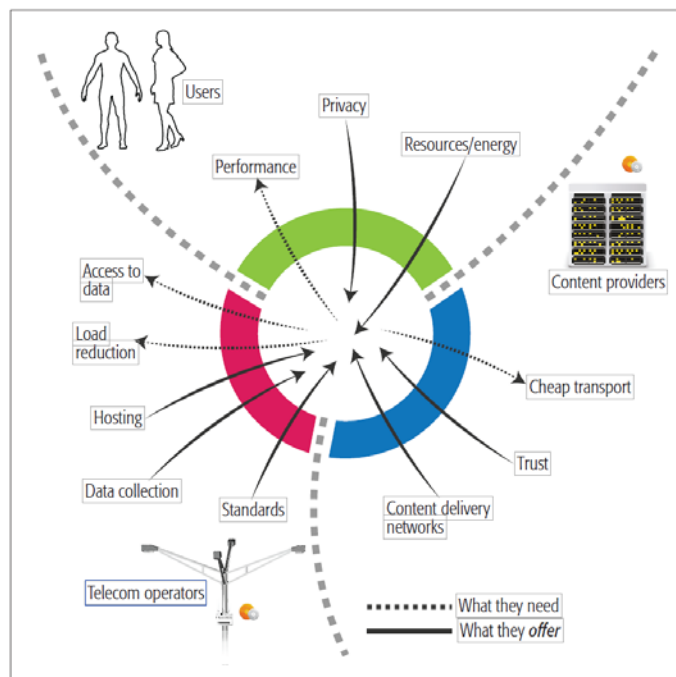 Users
Privacy
Resources/energy
Performance
Content providers
Access to
data
Load
reduction
Cheap transport
Hosting
Trust
Data collection
Standards
Content delivery
networks
Telecom operators
What they need
What they offer